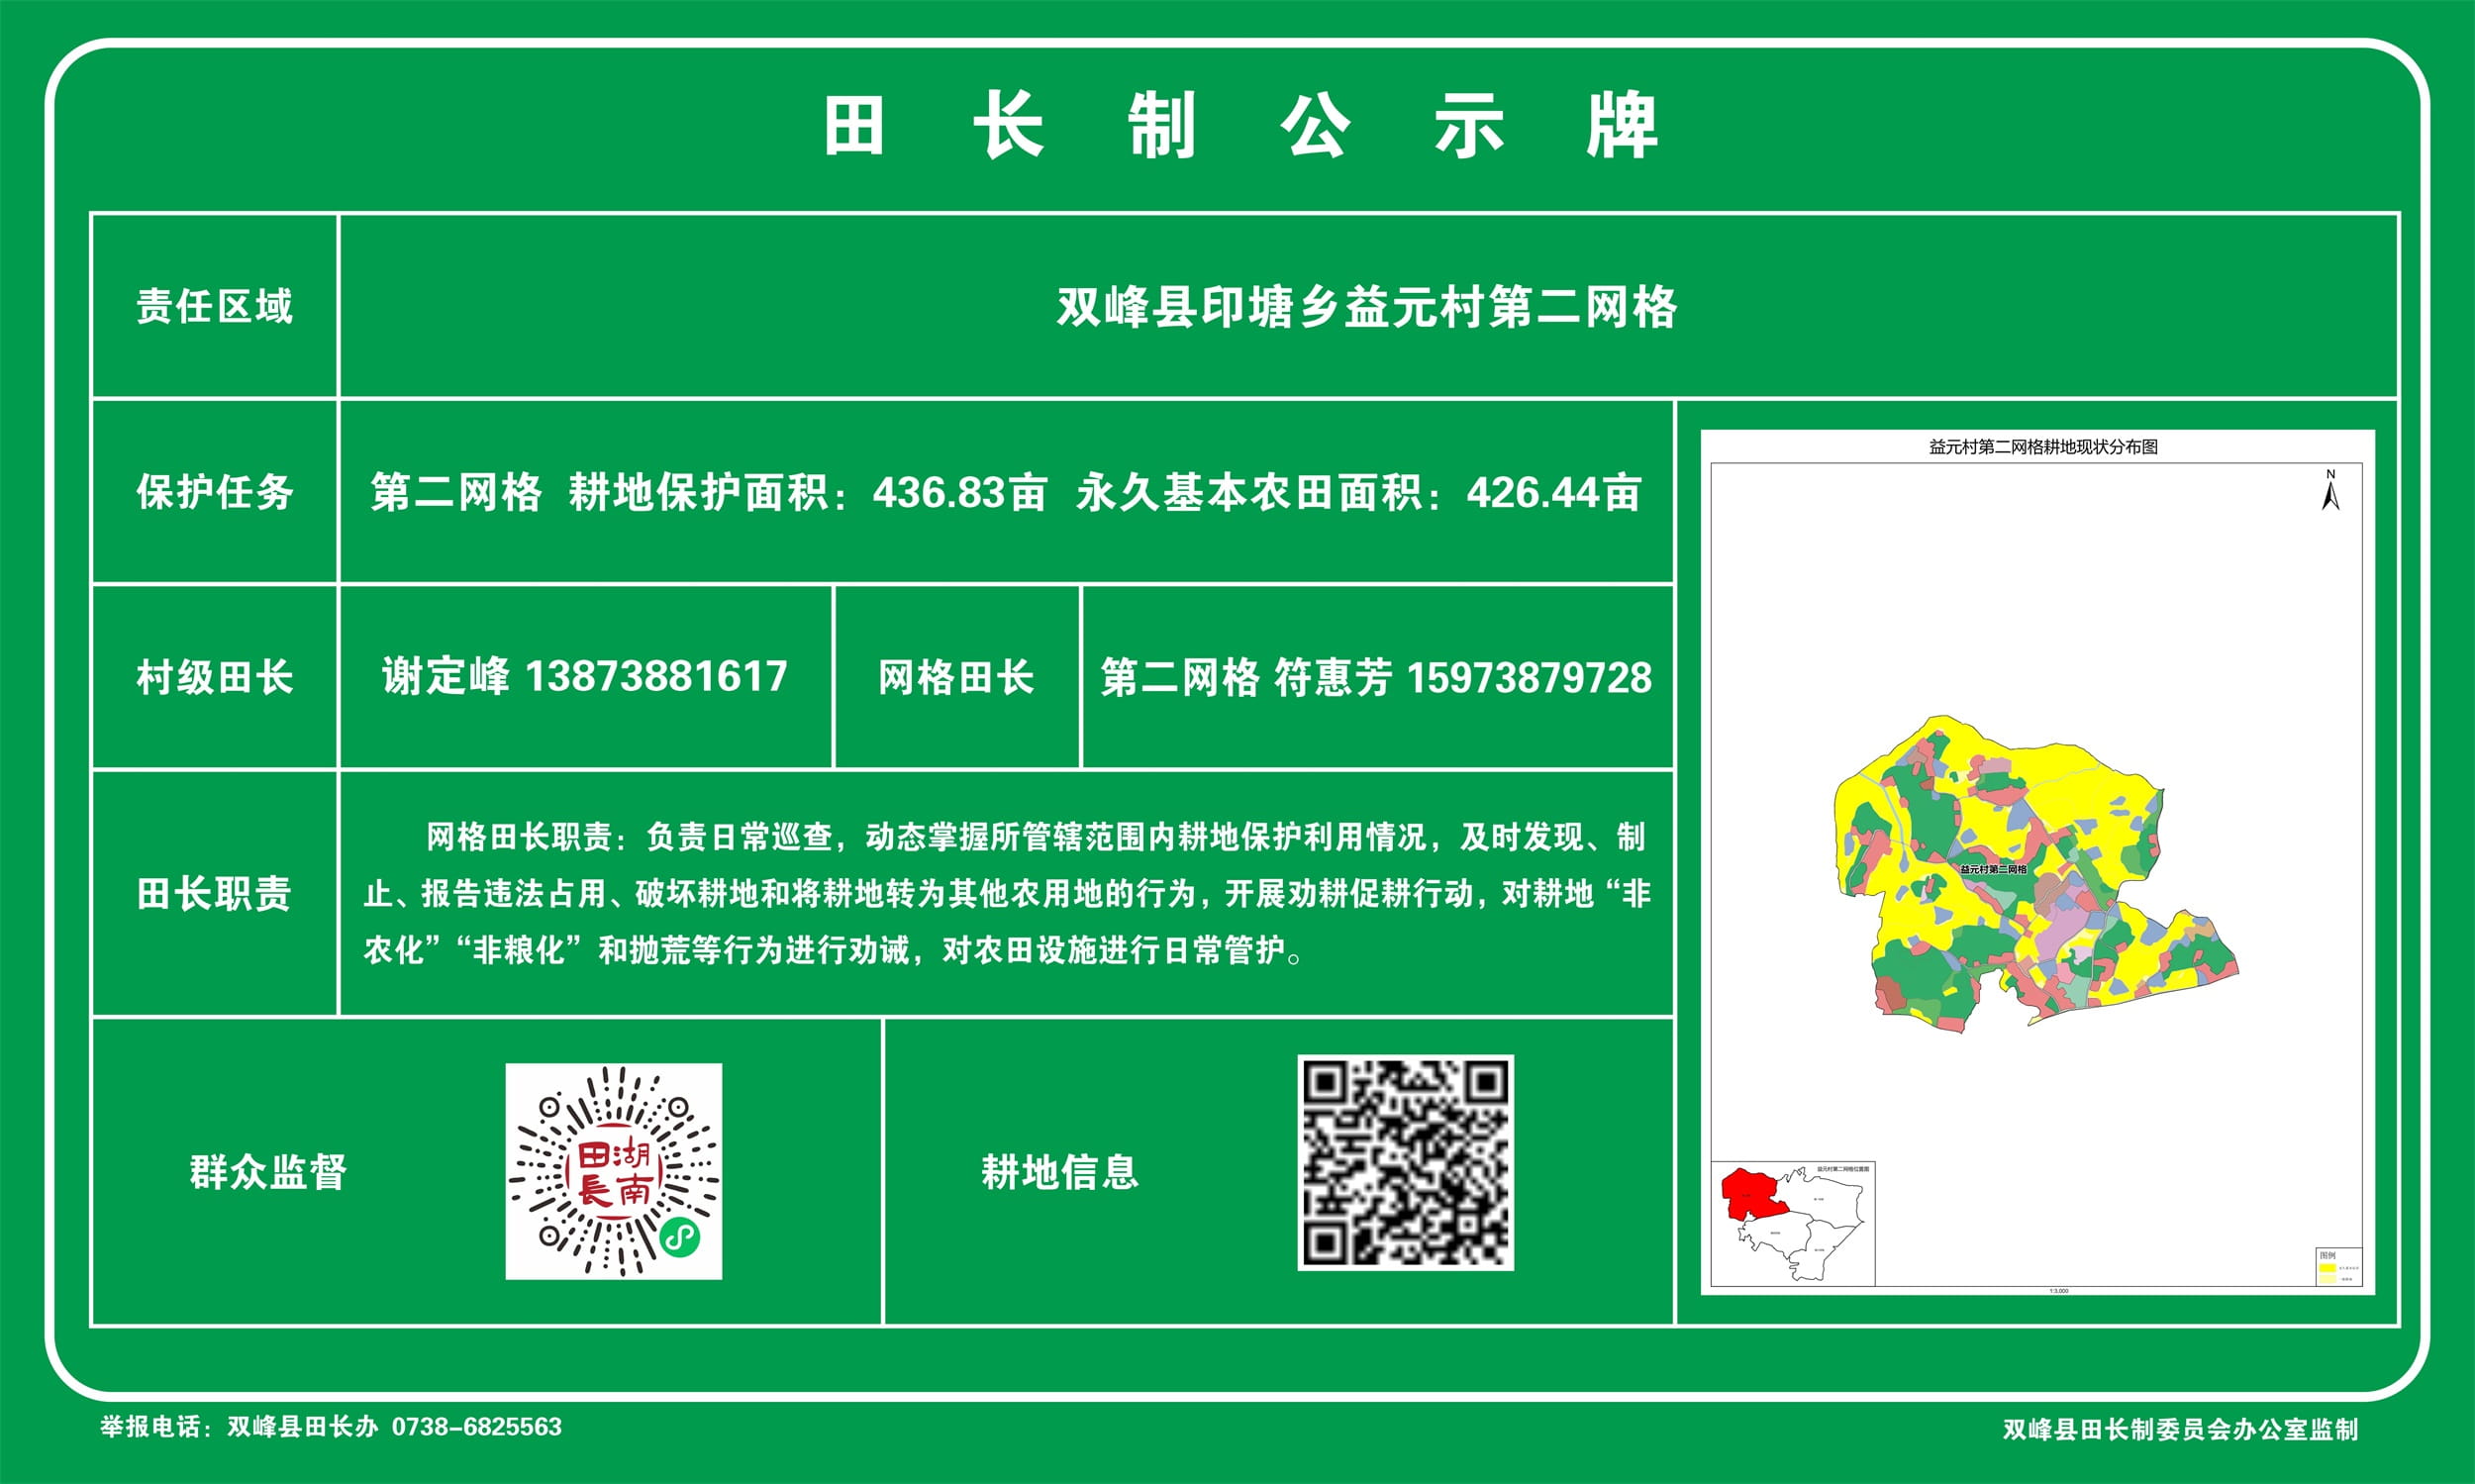 田长制公示牌
责任区域
双峰县印塘乡益元村第二网格
保护任务
第二网格 耕地保护面积：436.83亩 永久基本农田面积：426.44亩
村级田长
谢定峰 13873881617
网格田长
第二网格 符惠芳 15973879728
田长职责
网格田长职责：负责日常巡查，动态掌握所管辖范围内耕地保护利用情况，及时发现、制
止、报告违法占用、破坏耕地和将耕地转为其他农用地的行为，开展劝耕促耕行动，对耕地“非
农化”“非粮化”和抛荒等行为进行劝诫，对农田设施进行日常管护。
群众监督
湖南田長
耕地信息
益元村第二网格耕地现状分布图
N
益元村第二网格
益元村第二网格位置图
图例
1:3,000
举报电话：双峰县田长办 0738-6825563
双峰县田长制委员会办公室监制